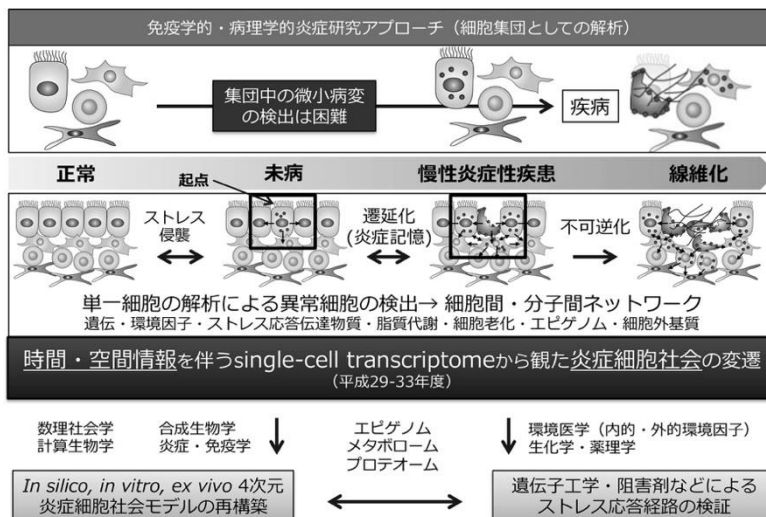 免疫学的・病理学的炎症研究アプローチ（細胞集団としての解析）
集団中の微小病変
の検出は困難
疾病
正常
未病
慢性炎症性疾患
線維化
起点
ストレス
侵襲
遷延化
(炎症記憶)
不可逆化
単一細胞の解析による異常細胞の検出→ 細胞間・分子間ネットワーク
遺伝・環境因子・ストレス応答伝達物質・脂質代謝・細胞老化・エピゲノム・細胞外基質
時間・空間情報を伴うsingle-cell transcriptomeから観た炎症細胞社会の変遷
（平成29-33年度）
数理社会学
計算生物学
合成生物学
炎症・免疫学
エピゲノム
メタボローム
プロテオーム
環境医学（内的・外的環境因子）
生化学・薬理学
In silico, in vitro, ex vivo 4次元
炎症細胞社会モデルの再構築
遺伝子工学・阻害剤などによる
ストレス応答経路の検証